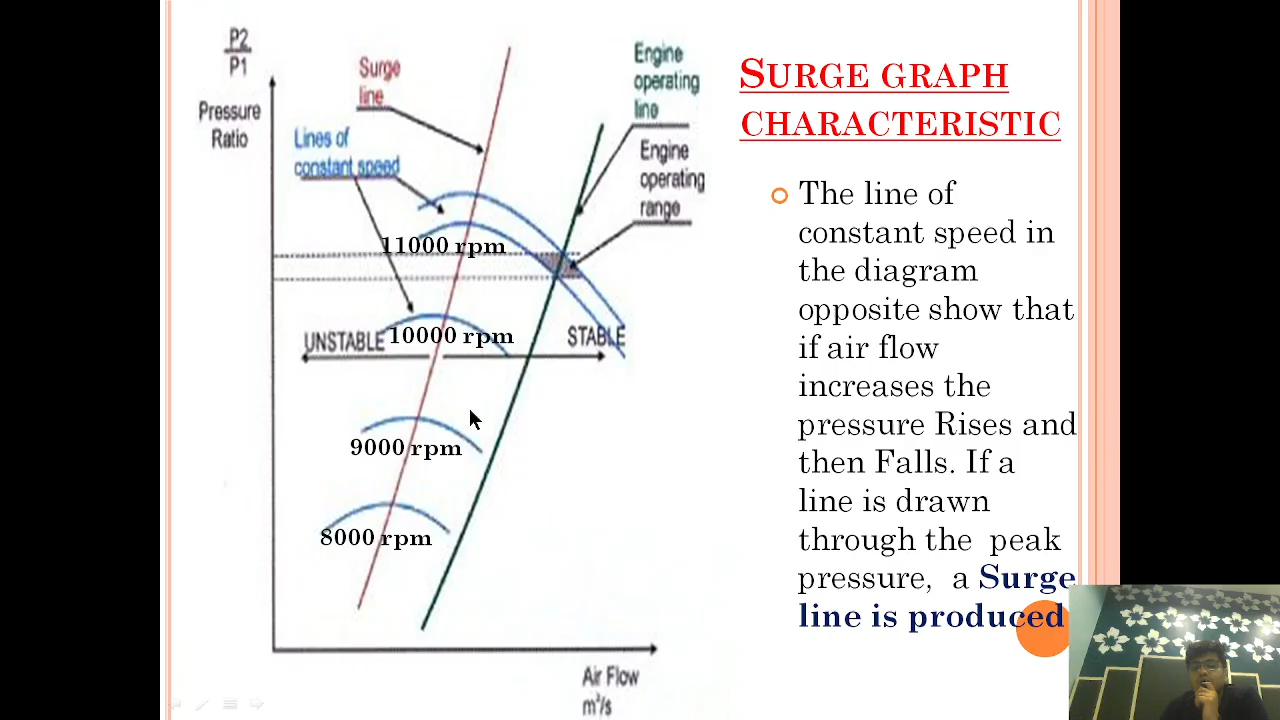 P2
P1
Pressure
Ratio
Surge
line
Lines of
constant speed
Engine
operating
line
Engine
operating
range
11000 rpm
UNSTABLE
10000 rpm
STABLE
9000 rpm
8000 rpm
Air Flow
m³/s
SURGE GRAPH
CHARACTERISTIC
The line of
constant speed in
the diagram
opposite show that
if air flow
increases the
pressure Rises and
then Falls. If a
line is drawn
through the peak
pressure, a Surge
line is produced